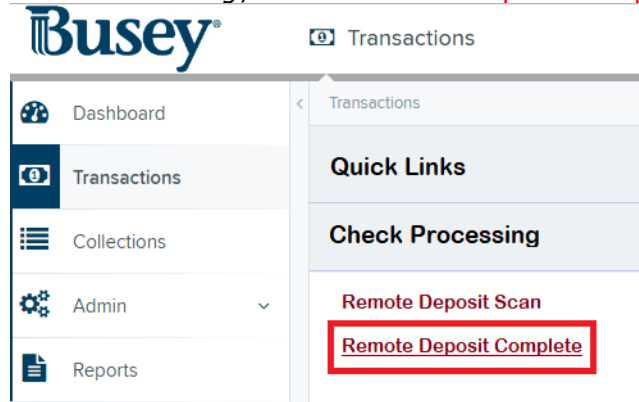 Busey
Transactions
Dashboard
Transactions
Transactions
Quick Links
Collections
Check Processing
Admin
Remote Deposit Scan
Remote Deposit Complete
Reports